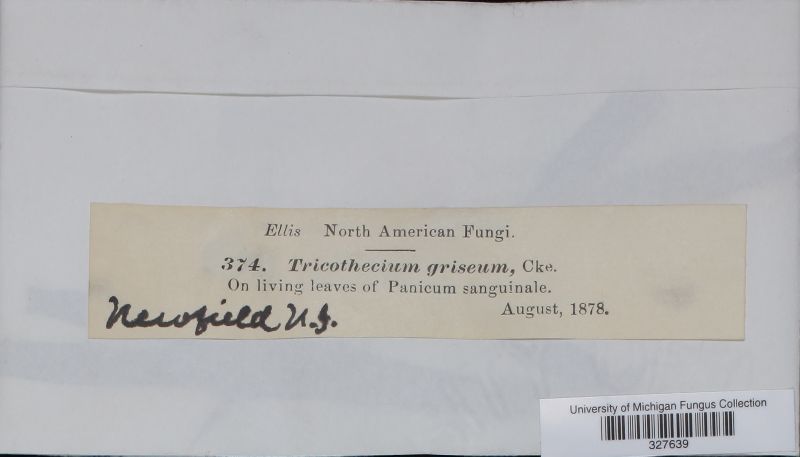 Ellis North American Fungi.
374. Tricothecium griseum, Cke.
On living leaves of Panicum sanguinale.
August, 1878.
Newfield N.J.
University of Michigan Fungus Collection
327639